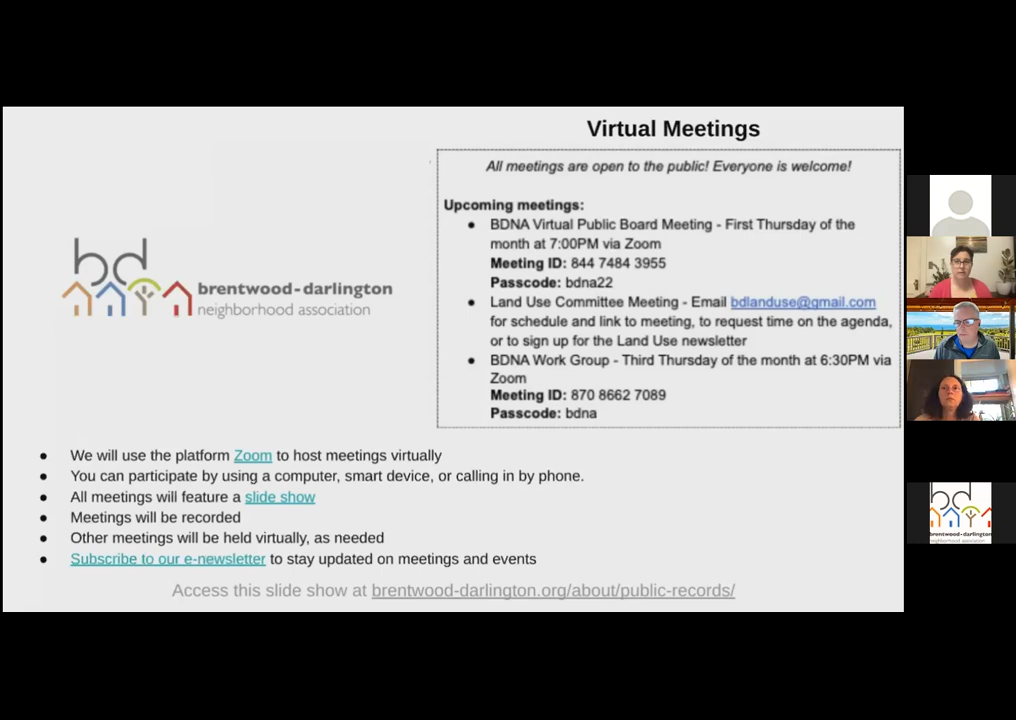 Virtual Meetings
All meetings are open to the public! Everyone is welcome!
Upcoming meetings:
● BDNA Virtual Public Board Meeting - First Thursday of the
month at 7:00PM via Zoom
Meeting ID: 844 7484 3955
Passcode: bdna22
● Land Use Committee Meeting - Email bdlanduse@gmail.com
for schedule and link to meeting, to request time on the agenda,
or to sign up for the Land Use newsletter
● BDNA Work Group - Third Thursday of the month at 6:30PM via
Zoom
Meeting ID: 870 8662 7089
Passcode: bdna
bd
brentwood-darlington
neighborhood association
● We will use the platform Zoom to host meetings virtually
● You can participate by using a computer, smart device, or calling in by phone.
● All meetings will feature a slide show
● Meetings will be recorded
● Other meetings will be held virtually, as needed
● Subscribe to our e-newsletter to stay updated on meetings and events
Access this slide show at brentwood-darlington.org/about/public-records/
bd
brentwood-darlington
neighborhood association